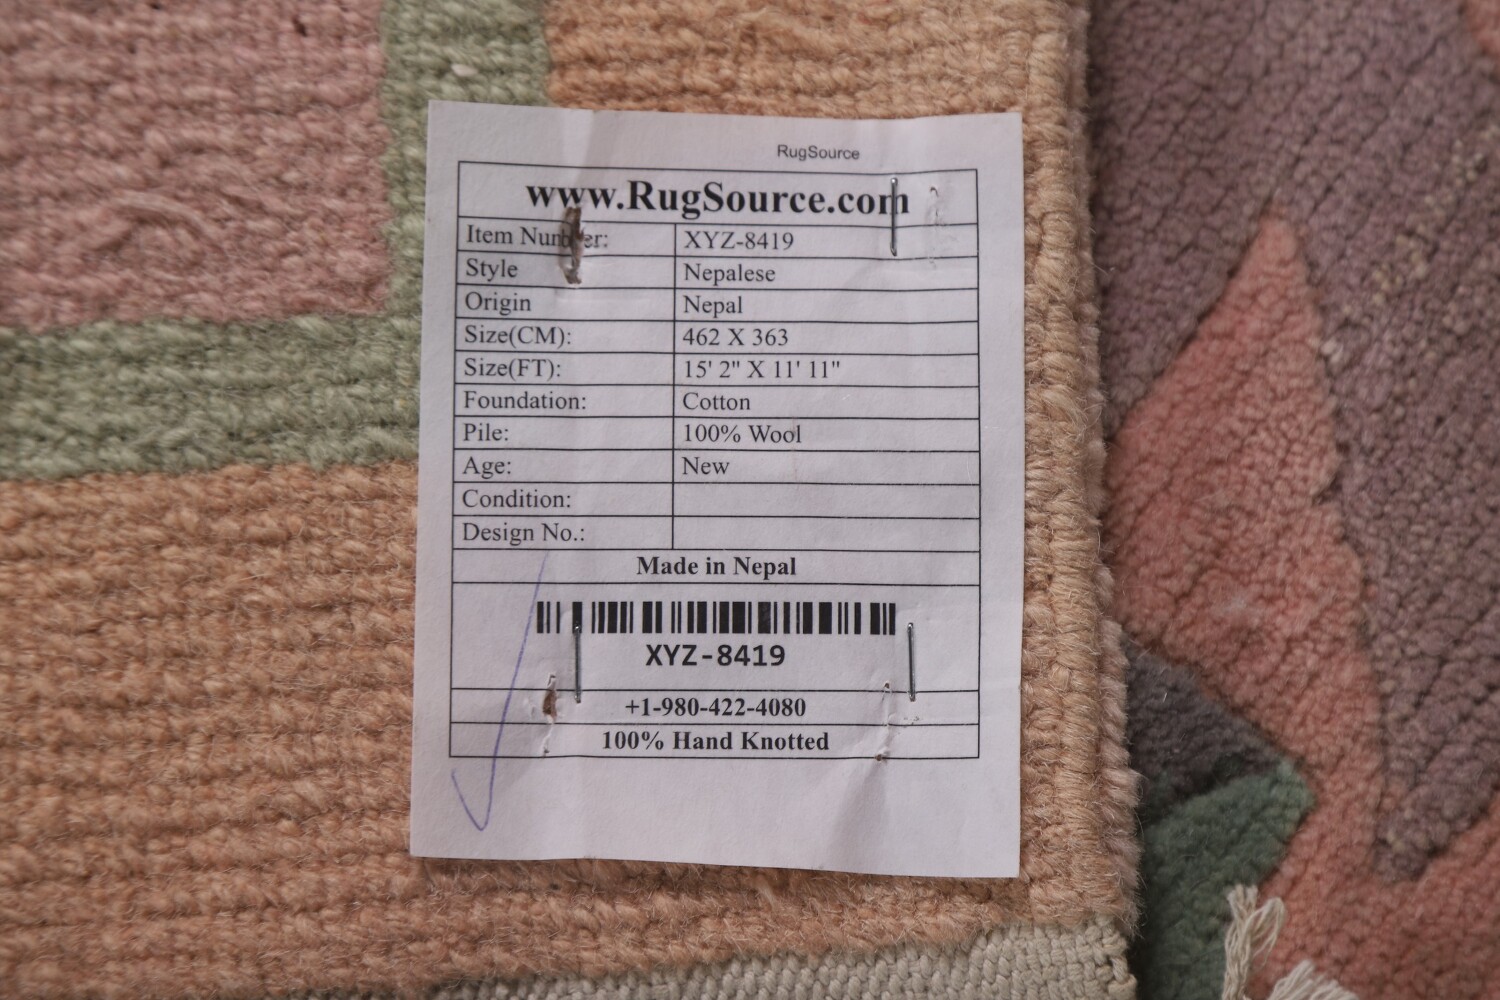 RugSource
www.RugSource.com
Item Number: XYZ-8419
Style Nepalese
Origin Nepal
Size(CM): 462 X 363
Size(FT): 15' 2" X 11' 11"
Foundation: Cotton
Pile: 100% Wool
Age: New
Condition:
Design No.:
Made in Nepal
XYZ-8419
+1-980-422-4080
100% Hand Knotted